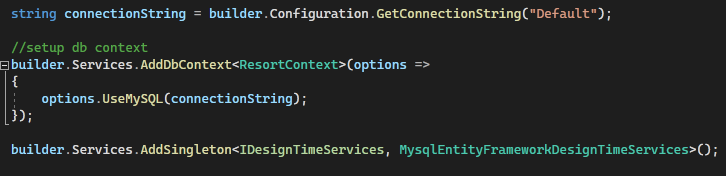 string connectionString = builder.Configuration.GetConnectionString("Default");
//setup db context
builder.Services.AddDbContext<ResortContext>(options =>
{
    options.UseMySQL(connectionString);
});
builder.Services.AddSingleton<IDesignTimeServices, MysqlEntityFrameworkDesignTimeServices>();